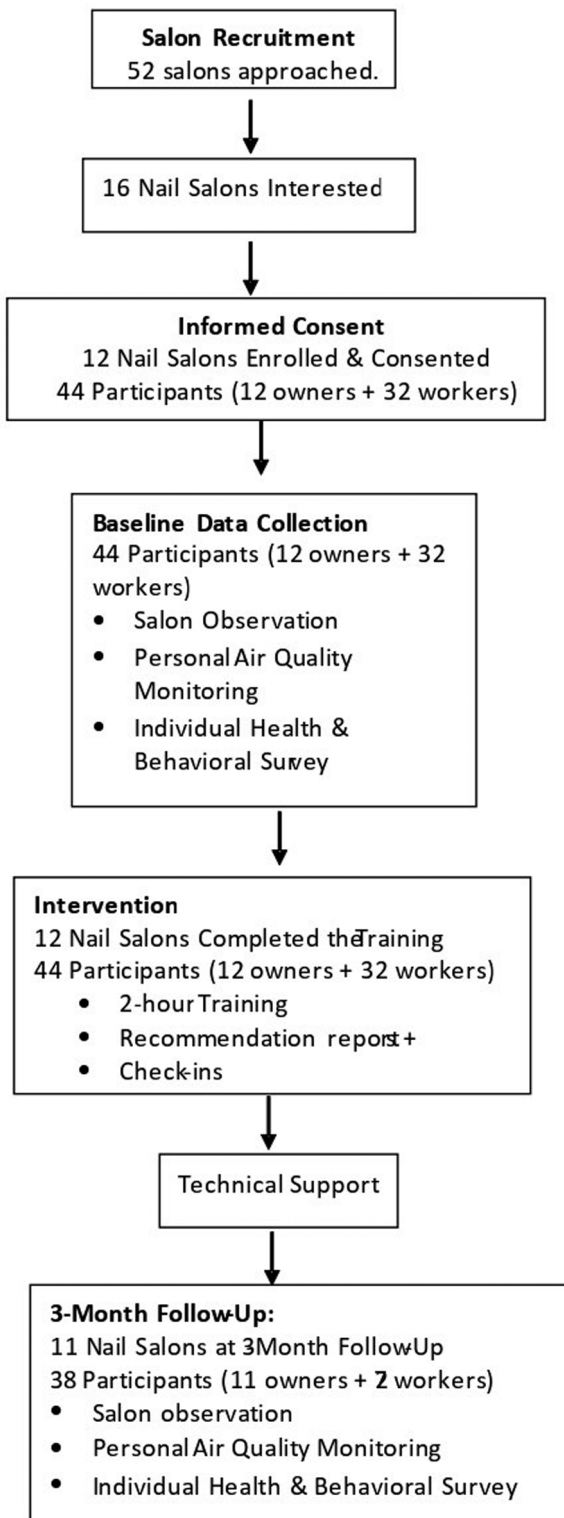 Salon Recruitment
52 salons approached.
16 Nail Salons Interested
Informed Consent
12 Nail Salons Enrolled & Consented
44 Participants (12 owners + 32 workers)
Baseline Data Collection
44 Participants (12 owners + 32
workers)
• Salon Observation
• Personal Air Quality
Monitoring
• Individual Health &
Behavioral Survey
Intervention
12 Nail Salons Completed the Training
44 Participants (12 owners + 32 workers)
• 2-hour Training
• Recommendation report +
• Check-ins
Technical Support
3-Month Follow-Up:
11 Nail Salons at 3-Month Follow-Up
38 Participants (11 owners + 27 workers)
• Salon observation
• Personal Air Quality Monitoring
• Individual Health & Behavioral Survey